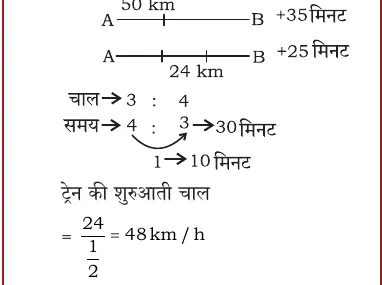 50 km
A B +35 मिनट
A B +25 मिनट
24 km
चाल → 3 : 4
समय → 4 : 3 → 30 मिनट
1 → 10 मिनट
ट्रेन की शुरुआती चाल
= 24 / 1/2 = 48 km / h